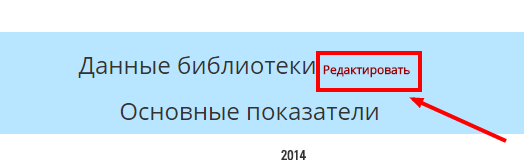 Данные библиотеки Редактировать
Основные показатели
2014